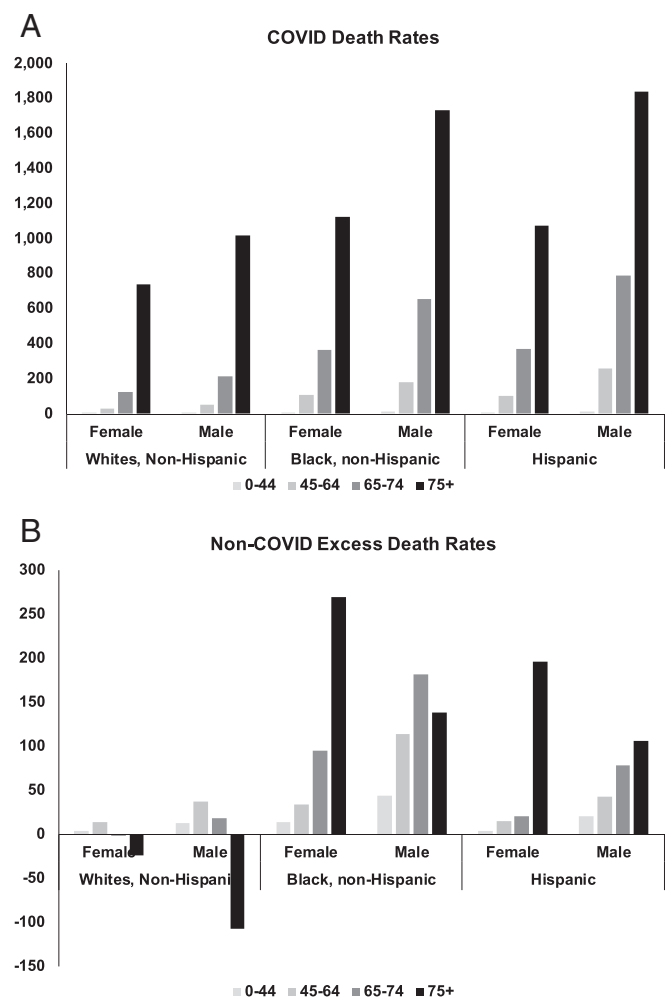 A
COVID Death Rates
2,000
1,800
1,600
1,400
1,200
1,000
800
600
400
200
0
Female Male Female Male Female Male
Whites, Non-Hispanic Black, non-Hispanic Hispanic
0-44 45-64 65-74 75+
B
Non-COVID Excess Death Rates
300
250
200
150
100
50
0
Female Male Female Male Female Male
Whites, Non-Hispani Black, non-Hispanic Hispanic
-50
-100
-150
0-44 45-64 65-74 75+